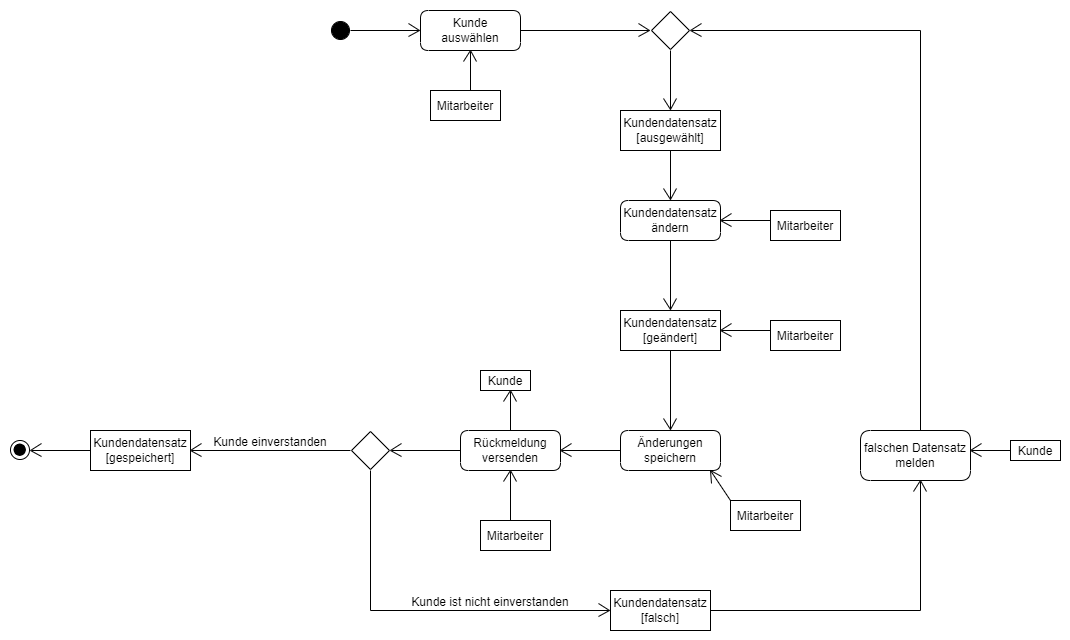 Kunde
auswählen
Mitarbeiter
Kundendatensatz
[ausgewählt]
Kundendatensatz
ändern
Mitarbeiter
Kundendatensatz
[geändert]
Mitarbeiter
Kunde
Kundendatensatz
[gespeichert]
Kunde einverstanden
Rückmeldung
versenden
Änderungen
speichern
falschen Datensatz
melden
Kunde
Mitarbeiter
Mitarbeiter
Kunde ist nicht einverstanden
Kundendatensatz
[falsch]